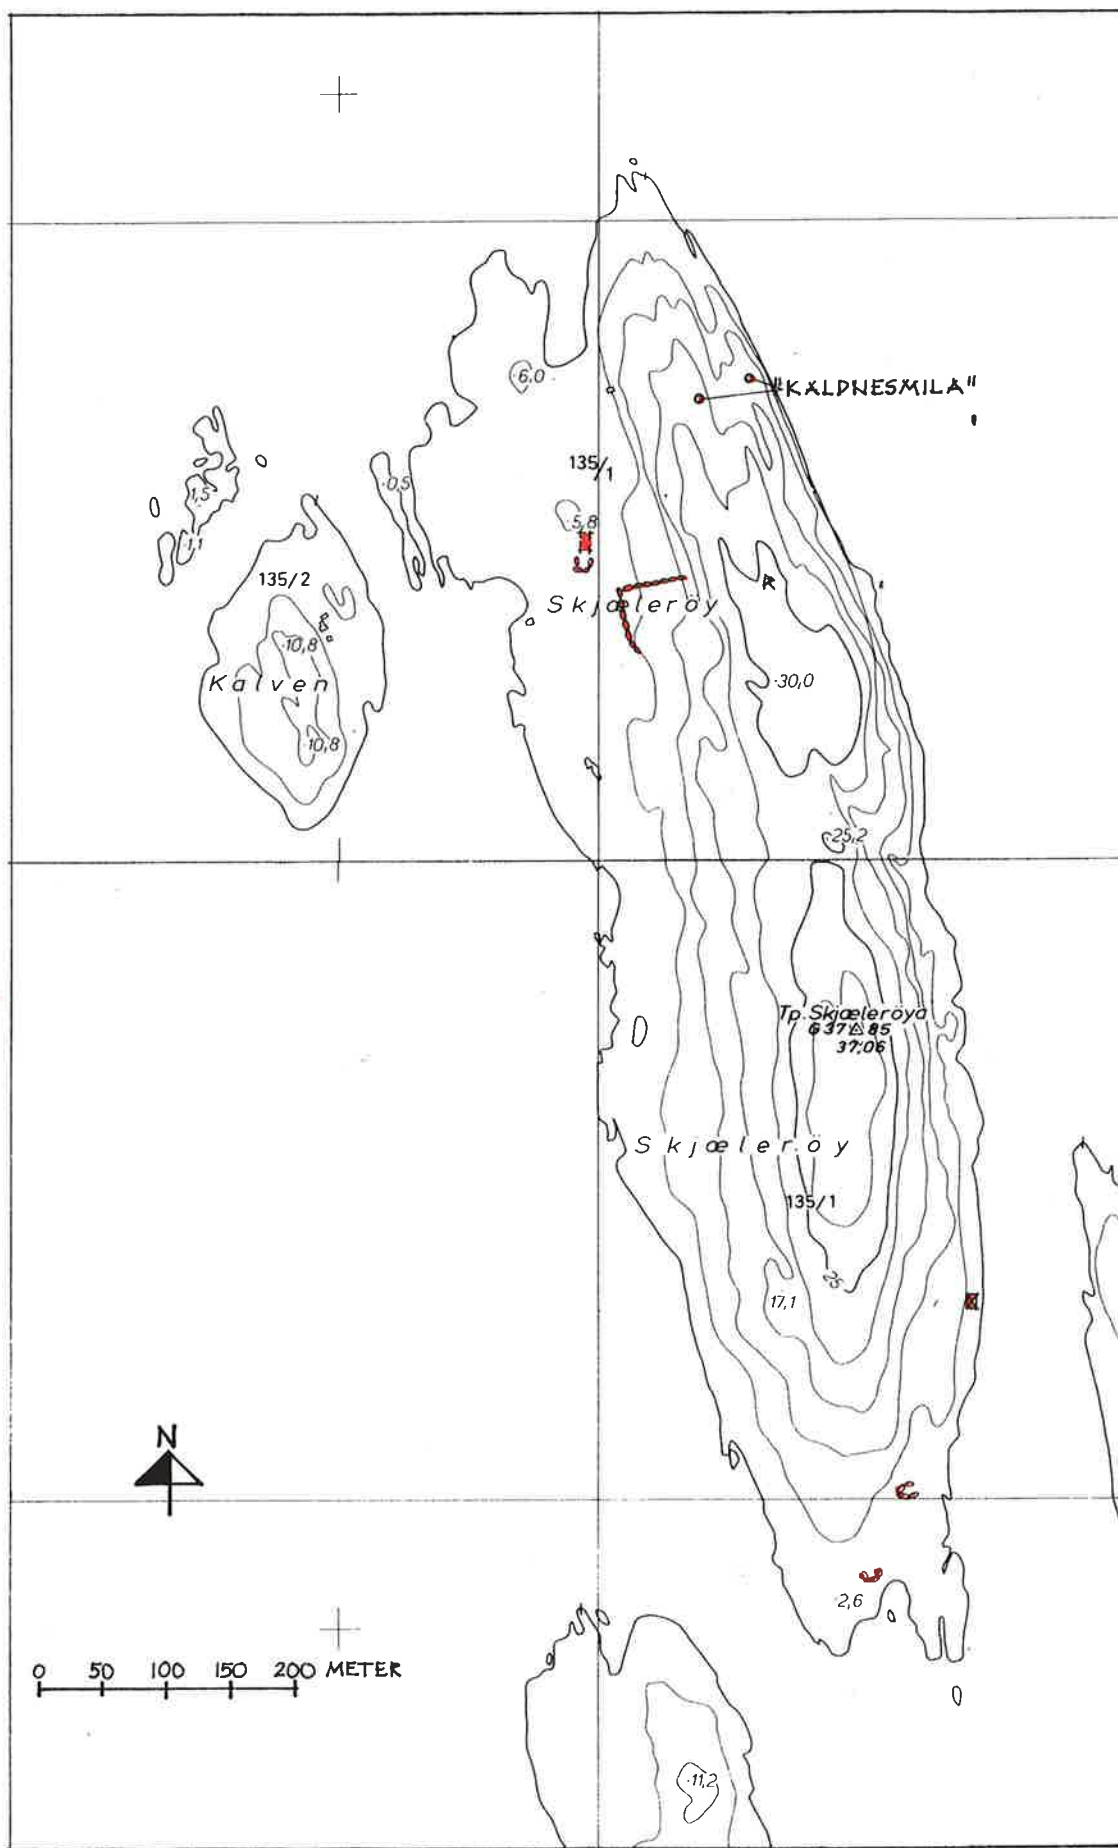 ·6,0
"KALDNESMILA"
135/1
·0,5
1,5
·5,8
·1,1
135/2
R
Skjæleröy
·10,8
·30,0
Kalven
·10,8
·25,2
Tp. Skjæleröya
G 37 85
37,06
Skjæleröy
135/1
25
17,1
N
2,6
0 50 100 150 200 METER
·11,2